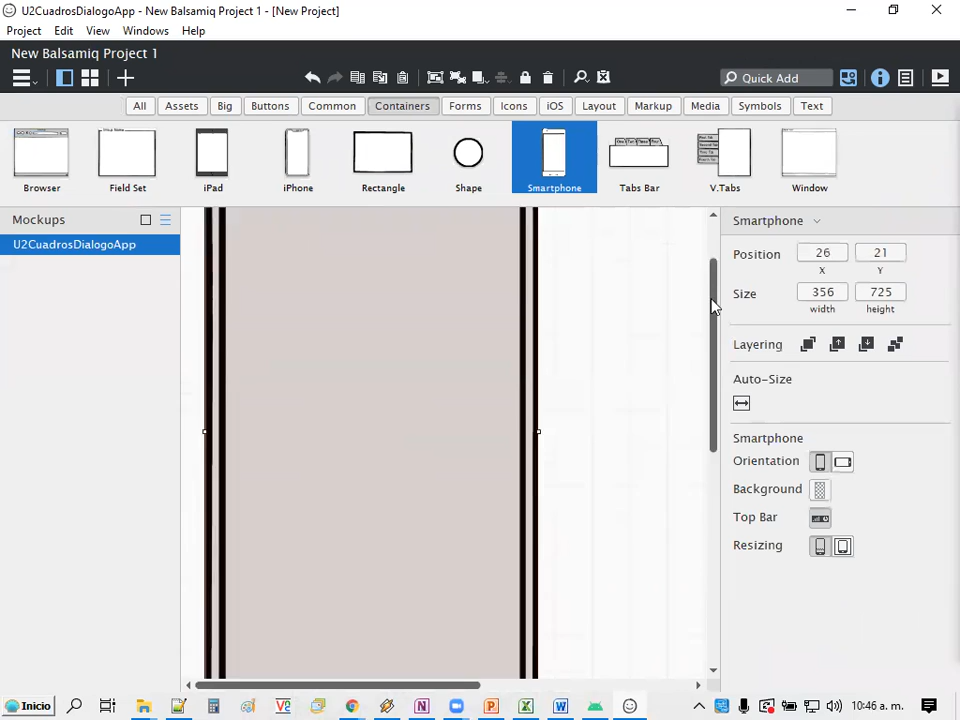 U2CuadrosDialogoApp - New Balsamiq Project 1 - [New Project]
Project Edit View Windows Help
New Balsamiq Project 1
Quick Add
All Assets Big Buttons Common Containers Forms Icons iOS Layout Markup Media Symbols Text
Browser Field Set iPad iPhone Rectangle Shape Smartphone Tabs Bar V.Tabs Window
Mockups
U2CuadrosDialogoApp
Smartphone
Position 26 21
X Y
Size 356 725
width height
Layering
Auto-Size
Smartphone
Orientation
Background
Top Bar
Resizing
Inicio
10:46 a. m.